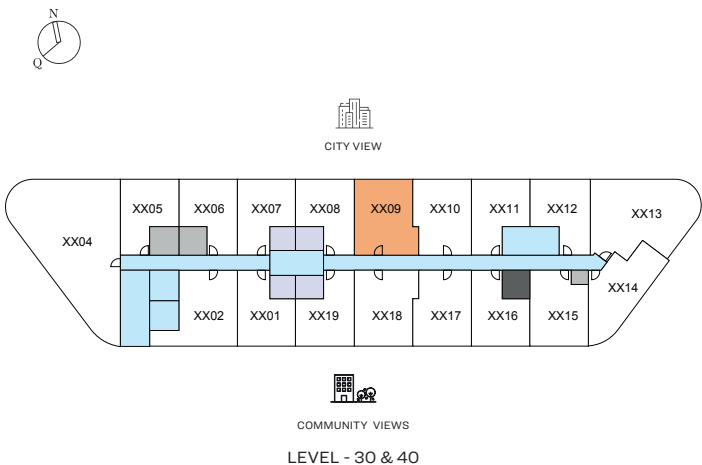 N
Q
CITY VIEW
XX05 XX06 XX07 XX08 XX09 XX10 XX11 XX12
XX13
XX04
XX14
XX02 XX01 XX19 XX18 XX17 XX16 XX15
COMMUNITY VIEWS
LEVEL - 30 & 40